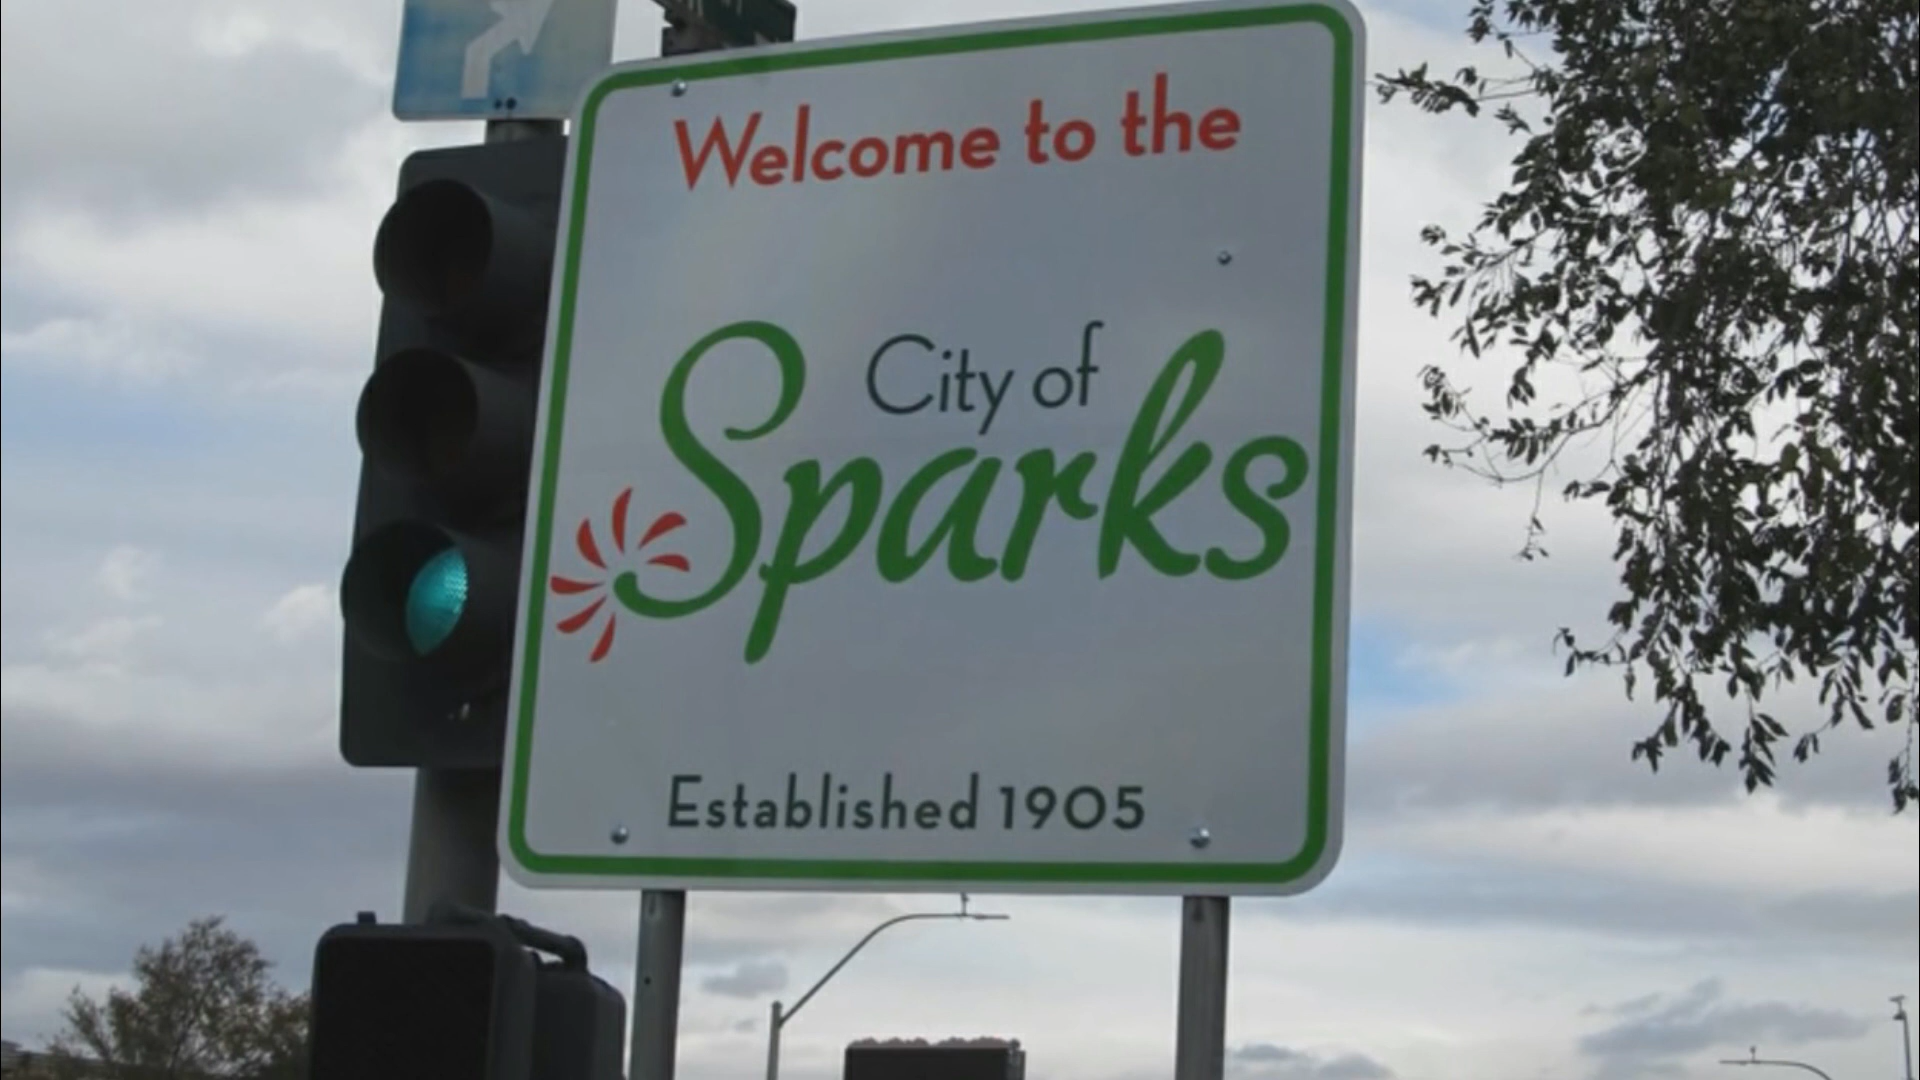 Welcome to the
City of
Sparks
Established 1905